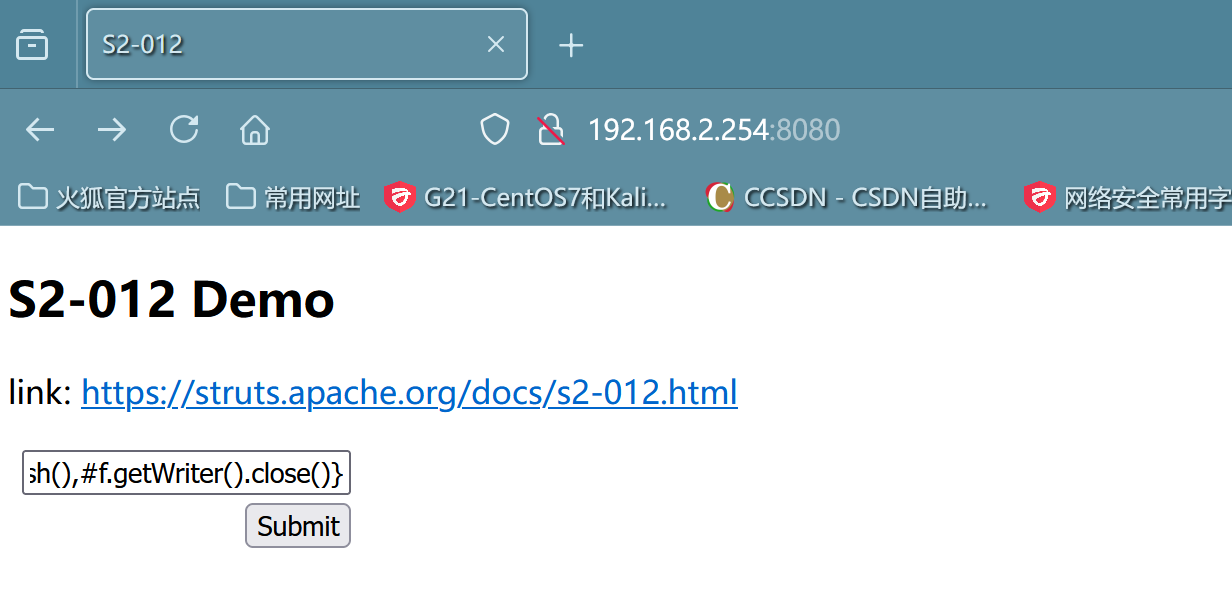 S2-012
192.168.2.254:8080
火狐官方站点 常用网址 G21-CentOS7和Kali... CCSDN - CSDN自助... 网络安全常用字
S2-012 Demo
link: https://struts.apache.org/docs/s2-012.html
sh(),#f.getWriter().close()}
Submit